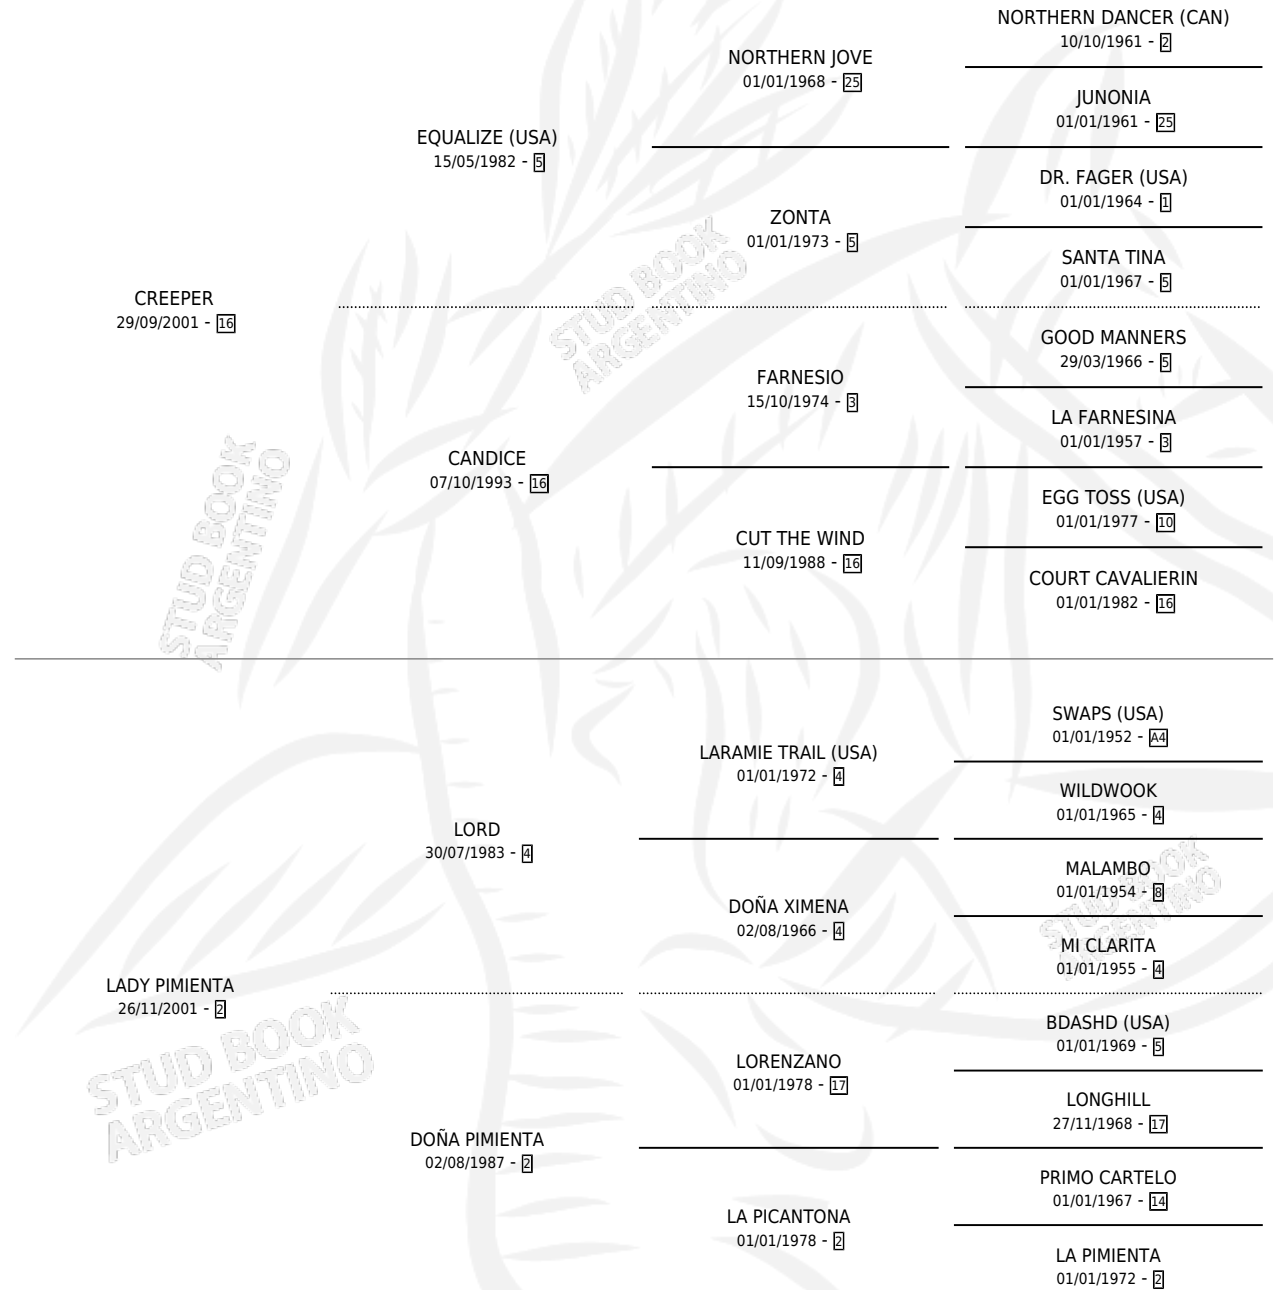 NORTHERN DANCER (CAN)
10/10/1961 - 2
NORTHERN JOVE
01/01/1968 - 25
JUNONIA
01/01/1961 - 25
EQUALIZE (USA)
15/05/1982 - 5
DR. FAGER (USA)
01/01/1964 - 1
ZONTA
01/01/1973 - 5
SANTA TINA
01/01/1967 - 5
CREEPER
29/09/2001 - 16
GOOD MANNERS
29/03/1966 - 5
FARNESIO
15/10/1974 - 3
LA FARNESINA
01/01/1957 - 3
CANDICE
07/10/1993 - 16
EGG TOSS (USA)
01/01/1977 - 10
CUT THE WIND
11/09/1988 - 16
COURT CAVALIERIN
01/01/1982 - 16
STUD BOOK
ARGENTINO
STUD BOOK
ARGENTINO
SWAPS (USA)
01/01/1952 - A4
LARAMIE TRAIL (USA)
01/01/1972 - 4
WILDWOOK
01/01/1965 - 4
LORD
30/07/1983 - 4
MALAMBO
01/01/1954 - 8
DOÑA XIMENA
02/08/1966 - 4
MI CLARITA
01/01/1955 - 4
LADY PIMIENTA
26/11/2001 - 2
BDASHD (USA)
01/01/1969 - 5
LORENZANO
01/01/1978 - 17
LONGHILL
27/11/1968 - 17
DOÑA PIMIENTA
02/08/1987 - 2
PRIMO CARTELO
01/01/1967 - 14
LA PICANTONA
01/01/1978 - 2
LA PIMIENTA
01/01/1972 - 2
STUD BOOK
ARGENTINO
STUD BOOK
ARGENTINO